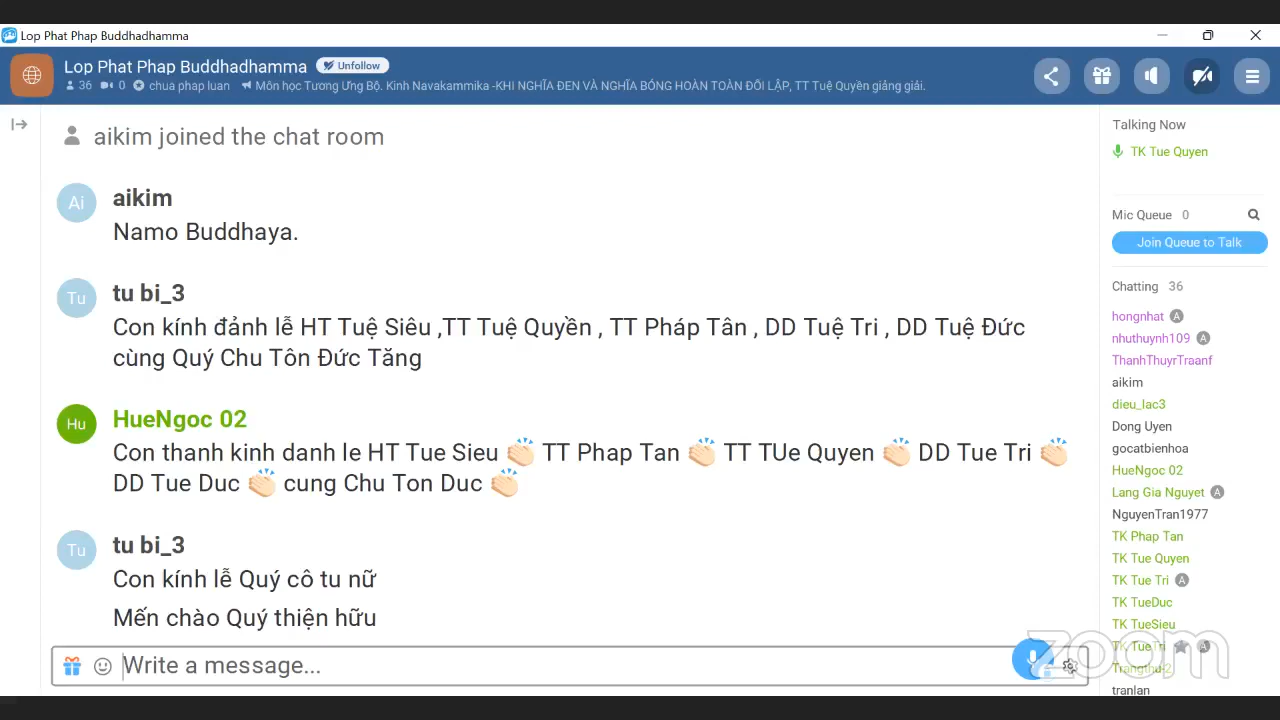 Lop Phat Phap Buddhadhamma
Lop Phat Phap Buddhadhamma Unfollow
36 0 chua phap luan Môn học Tương Ưng Bộ. Kinh Navakammika -KHI NGHĨA ĐEN VÀ NGHĨA BÓNG HOÀN TOÀN ĐỐI LẬP, TT Tuệ Quyền giảng giải.
aikim joined the chat room
Ai aikim
Namo Buddhaya.
Tu tu bi_3
Con kính đảnh lễ HT Tuệ Siêu ,TT Tuệ Quyền , TT Pháp Tân , DD Tuệ Tri , DD Tuệ Đức
cùng Quý Chu Tôn Đức Tăng
Hu HueNgoc 02
Con thanh kinh danh le HT Tue Sieu 👏 TT Phap Tan 👏 TT TUe Quyen 👏 DD Tue Tri 👏
DD Tue Duc 👏 cung Chu Ton Duc 👏
Tu tu bi_3
Con kính lễ Quý cô tu nữ
Mến chào Quý thiện hữu
Write a message...
Talking Now
TK Tue Quyen
Mic Queue 0
Join Queue to Talk
Chatting 36
hongnhat A
nhuthuynh109 A
ThanhThuyrTraanf
aikim
dieu_lac3
Dong Uyen
gocatbienhoa
HueNgoc 02
Lang Gia Nguyet A
NguyenTran1977
TK Phap Tan
TK Tue Quyen
TK Tue Tri A
TK TueDuc
TK TueSieu
TK TueTri A
Trangthu-2
tranlan
zoom